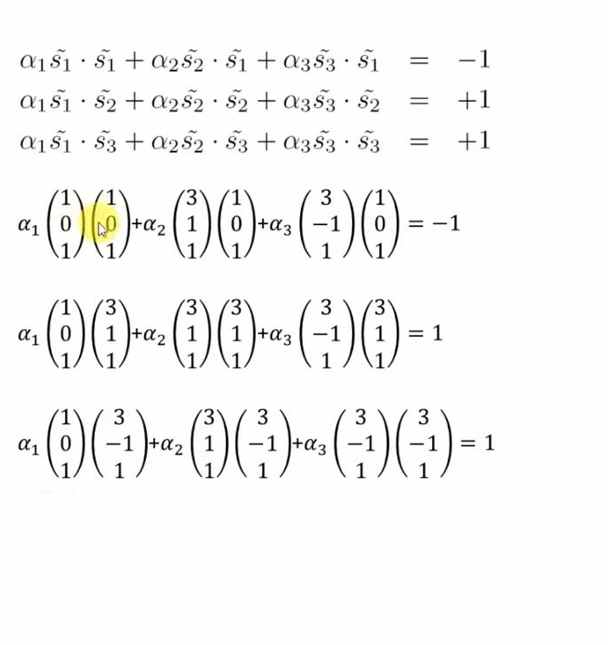 α₁s̃₁ · s̃₁ + α₂s̃₂ · s̃₁ + α₃s̃₃ · s̃₁ = −1
α₁s̃₁ · s̃₂ + α₂s̃₂ · s̃₂ + α₃s̃₃ · s̃₂ = +1
α₁s̃₁ · s̃₃ + α₂s̃₂ · s̃₃ + α₃s̃₃ · s̃₃ = +1
α₁(1 0 1)(1 0 1)+α₂(3 1 1)(1 0 1)+α₃(3 −1 1)(1 0 1) = −1
α₁(1 0 1)(3 1 1)+α₂(3 1 1)(3 1 1)+α₃(3 −1 1)(3 1 1) = 1
α₁(1 0 1)(3 −1 1)+α₂(3 1 1)(3 −1 1)+α₃(3 −1 1)(3 −1 1) = 1